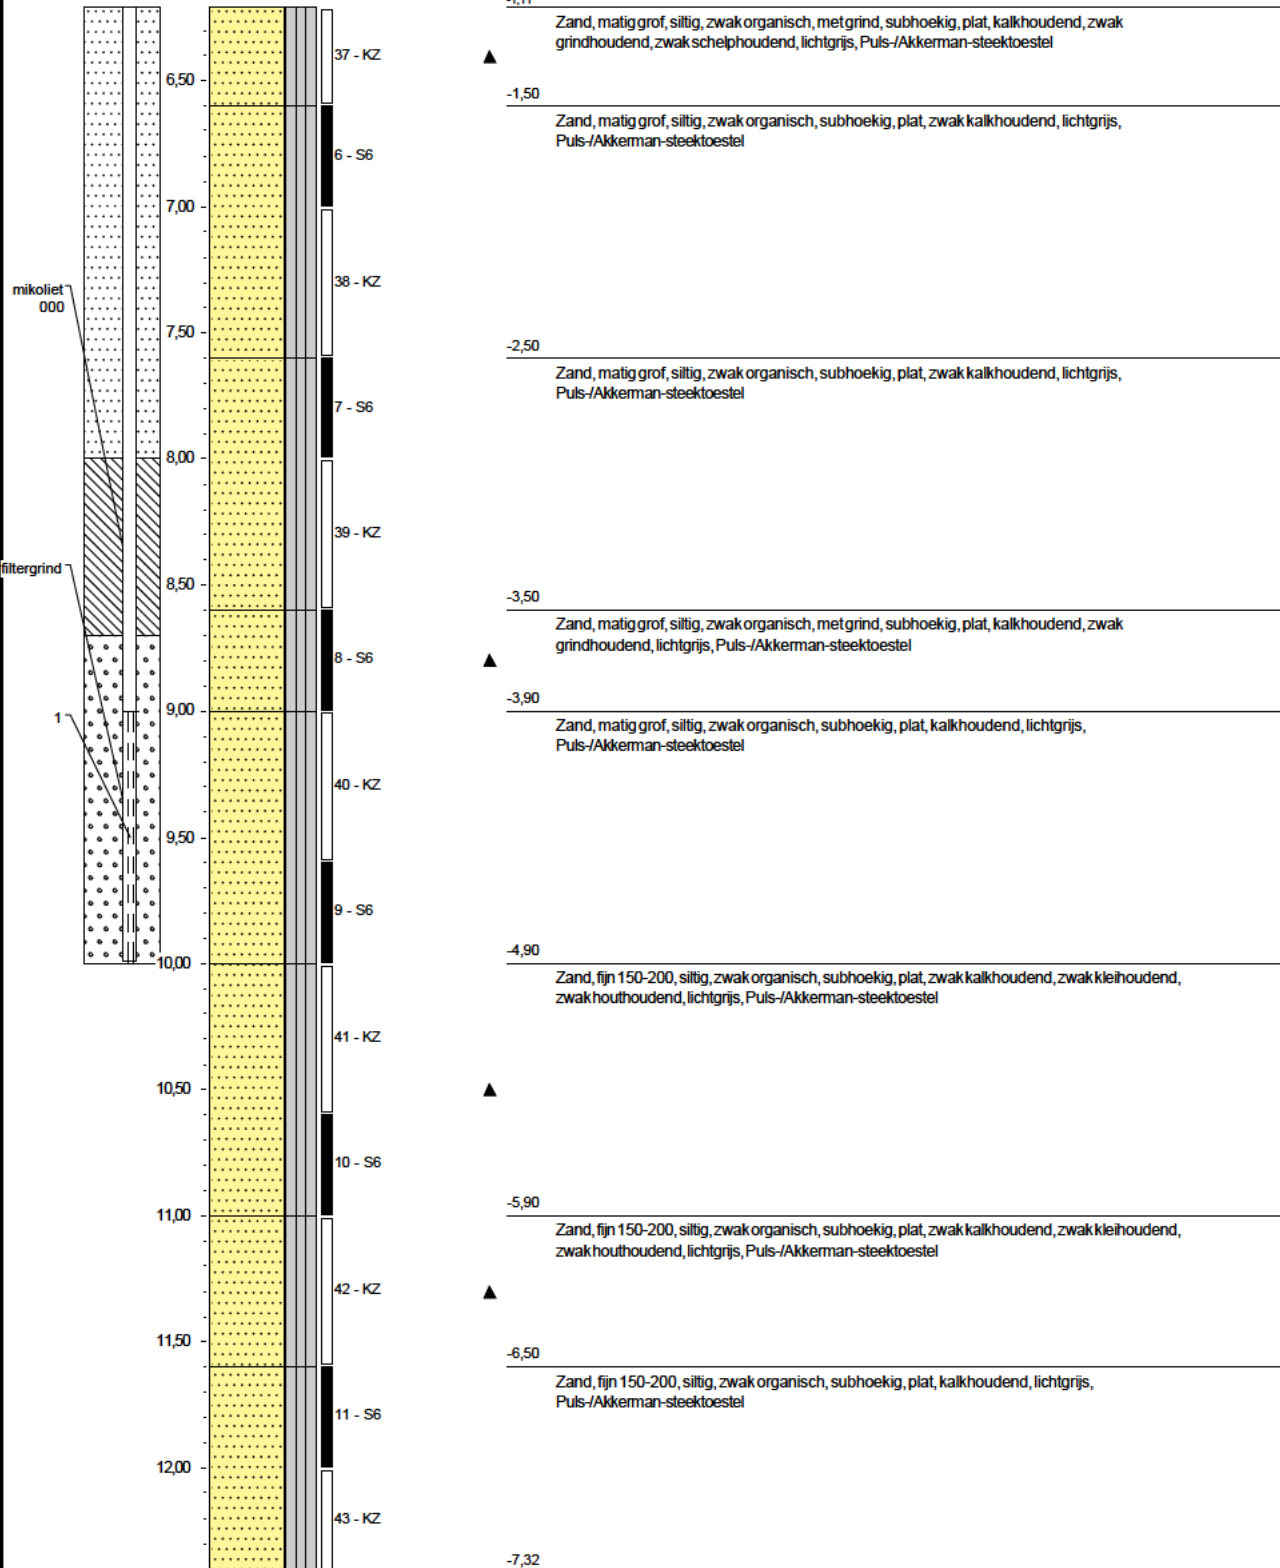 -1,11
Zand, matig grof, siltig, zwak organisch, met grind, subhoekig, plat, kalkhoudend, zwak
grindhoudend, zwak schelphoudend, lichtgrijs, Puls-/Akkerman-steektoestel
37 - KZ
6,50
-1,50
Zand, matig grof, siltig, zwak organisch, subhoekig, plat, zwak kalkhoudend, lichtgrijs,
Puls-/Akkerman-steektoestel
6 - S6
7,00
38 - KZ
mikoliet
000
7,50
-2,50
Zand, matig grof, siltig, zwak organisch, subhoekig, plat, zwak kalkhoudend, lichtgrijs,
Puls-/Akkerman-steektoestel
7 - S6
8,00
39 - KZ
filtergrind
8,50
-3,50
Zand, matig grof, siltig, zwak organisch, met grind, subhoekig, plat, kalkhoudend, zwak
grindhoudend, lichtgrijs, Puls-/Akkerman-steektoestel
8 - S6
-3,90
9,00
1
Zand, matig grof, siltig, zwak organisch, subhoekig, plat, kalkhoudend, lichtgrijs,
Puls-/Akkerman-steektoestel
40 - KZ
9,50
9 - S6
-4,90
10,00
Zand, fijn 150-200, siltig, zwak organisch, subhoekig, plat, zwak kalkhoudend, zwak kleihoudend,
zwak houthoudend, lichtgrijs, Puls-/Akkerman-steektoestel
41 - KZ
10,50
10 - S6
-5,90
11,00
Zand, fijn 150-200, siltig, zwak organisch, subhoekig, plat, zwak kalkhoudend, zwak kleihoudend,
zwak houthoudend, lichtgrijs, Puls-/Akkerman-steektoestel
42 - KZ
11,50
-6,50
Zand, fijn 150-200, siltig, zwak organisch, subhoekig, plat, kalkhoudend, lichtgrijs,
Puls-/Akkerman-steektoestel
11 - S6
12,00
43 - KZ
-7,32